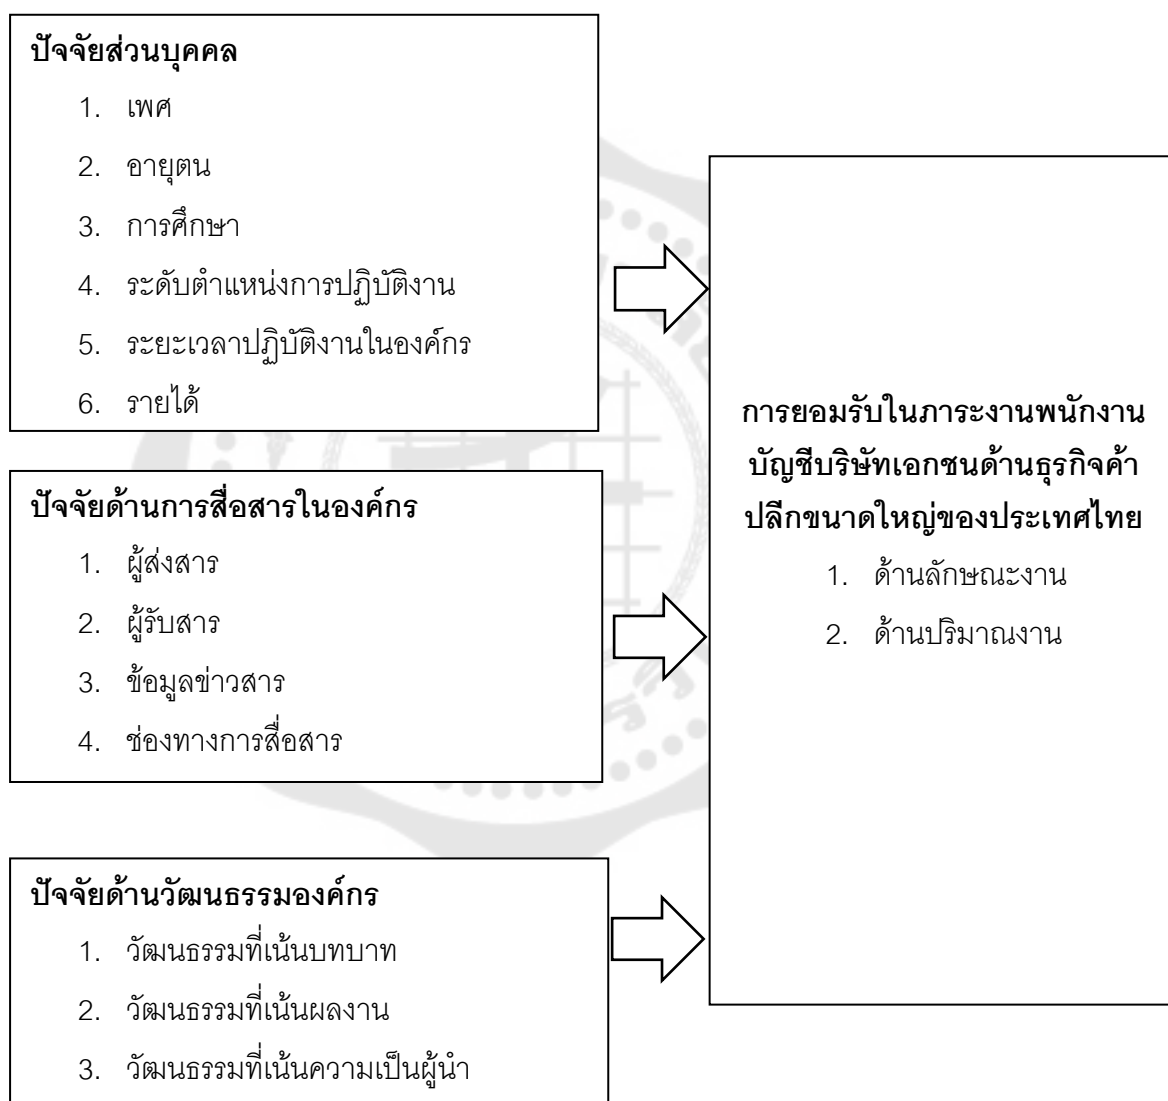 ปัจจัยส่วนบุคคล
1. เพศ
2. อายุตน
3. การศึกษา
4. ระดับตำแหน่งการปฏิบัติงาน
5. ระยะเวลาปฏิบัติงานในองค์กร
6. รายได้
ปัจจัยด้านการสื่อสารในองค์กร
1. ผู้ส่งสาร
2. ผู้รับสาร
3. ข้อมูลข่าวสาร
4. ช่องทางการสื่อสาร
ปัจจัยด้านวัฒนธรรมองค์กร
1. วัฒนธรรมที่เน้นบทบาท
2. วัฒนธรรมที่เน้นผลงาน
3. วัฒนธรรมที่เน้นความเป็นผู้นำ
การยอมรับในภาระงานพนักงาน
บัญชีบริษัทเอกชนด้านธุรกิจค้า
ปลีกขนาดใหญ่ของประเทศไทย
1. ด้านลักษณะงาน
2. ด้านปริมาณงาน